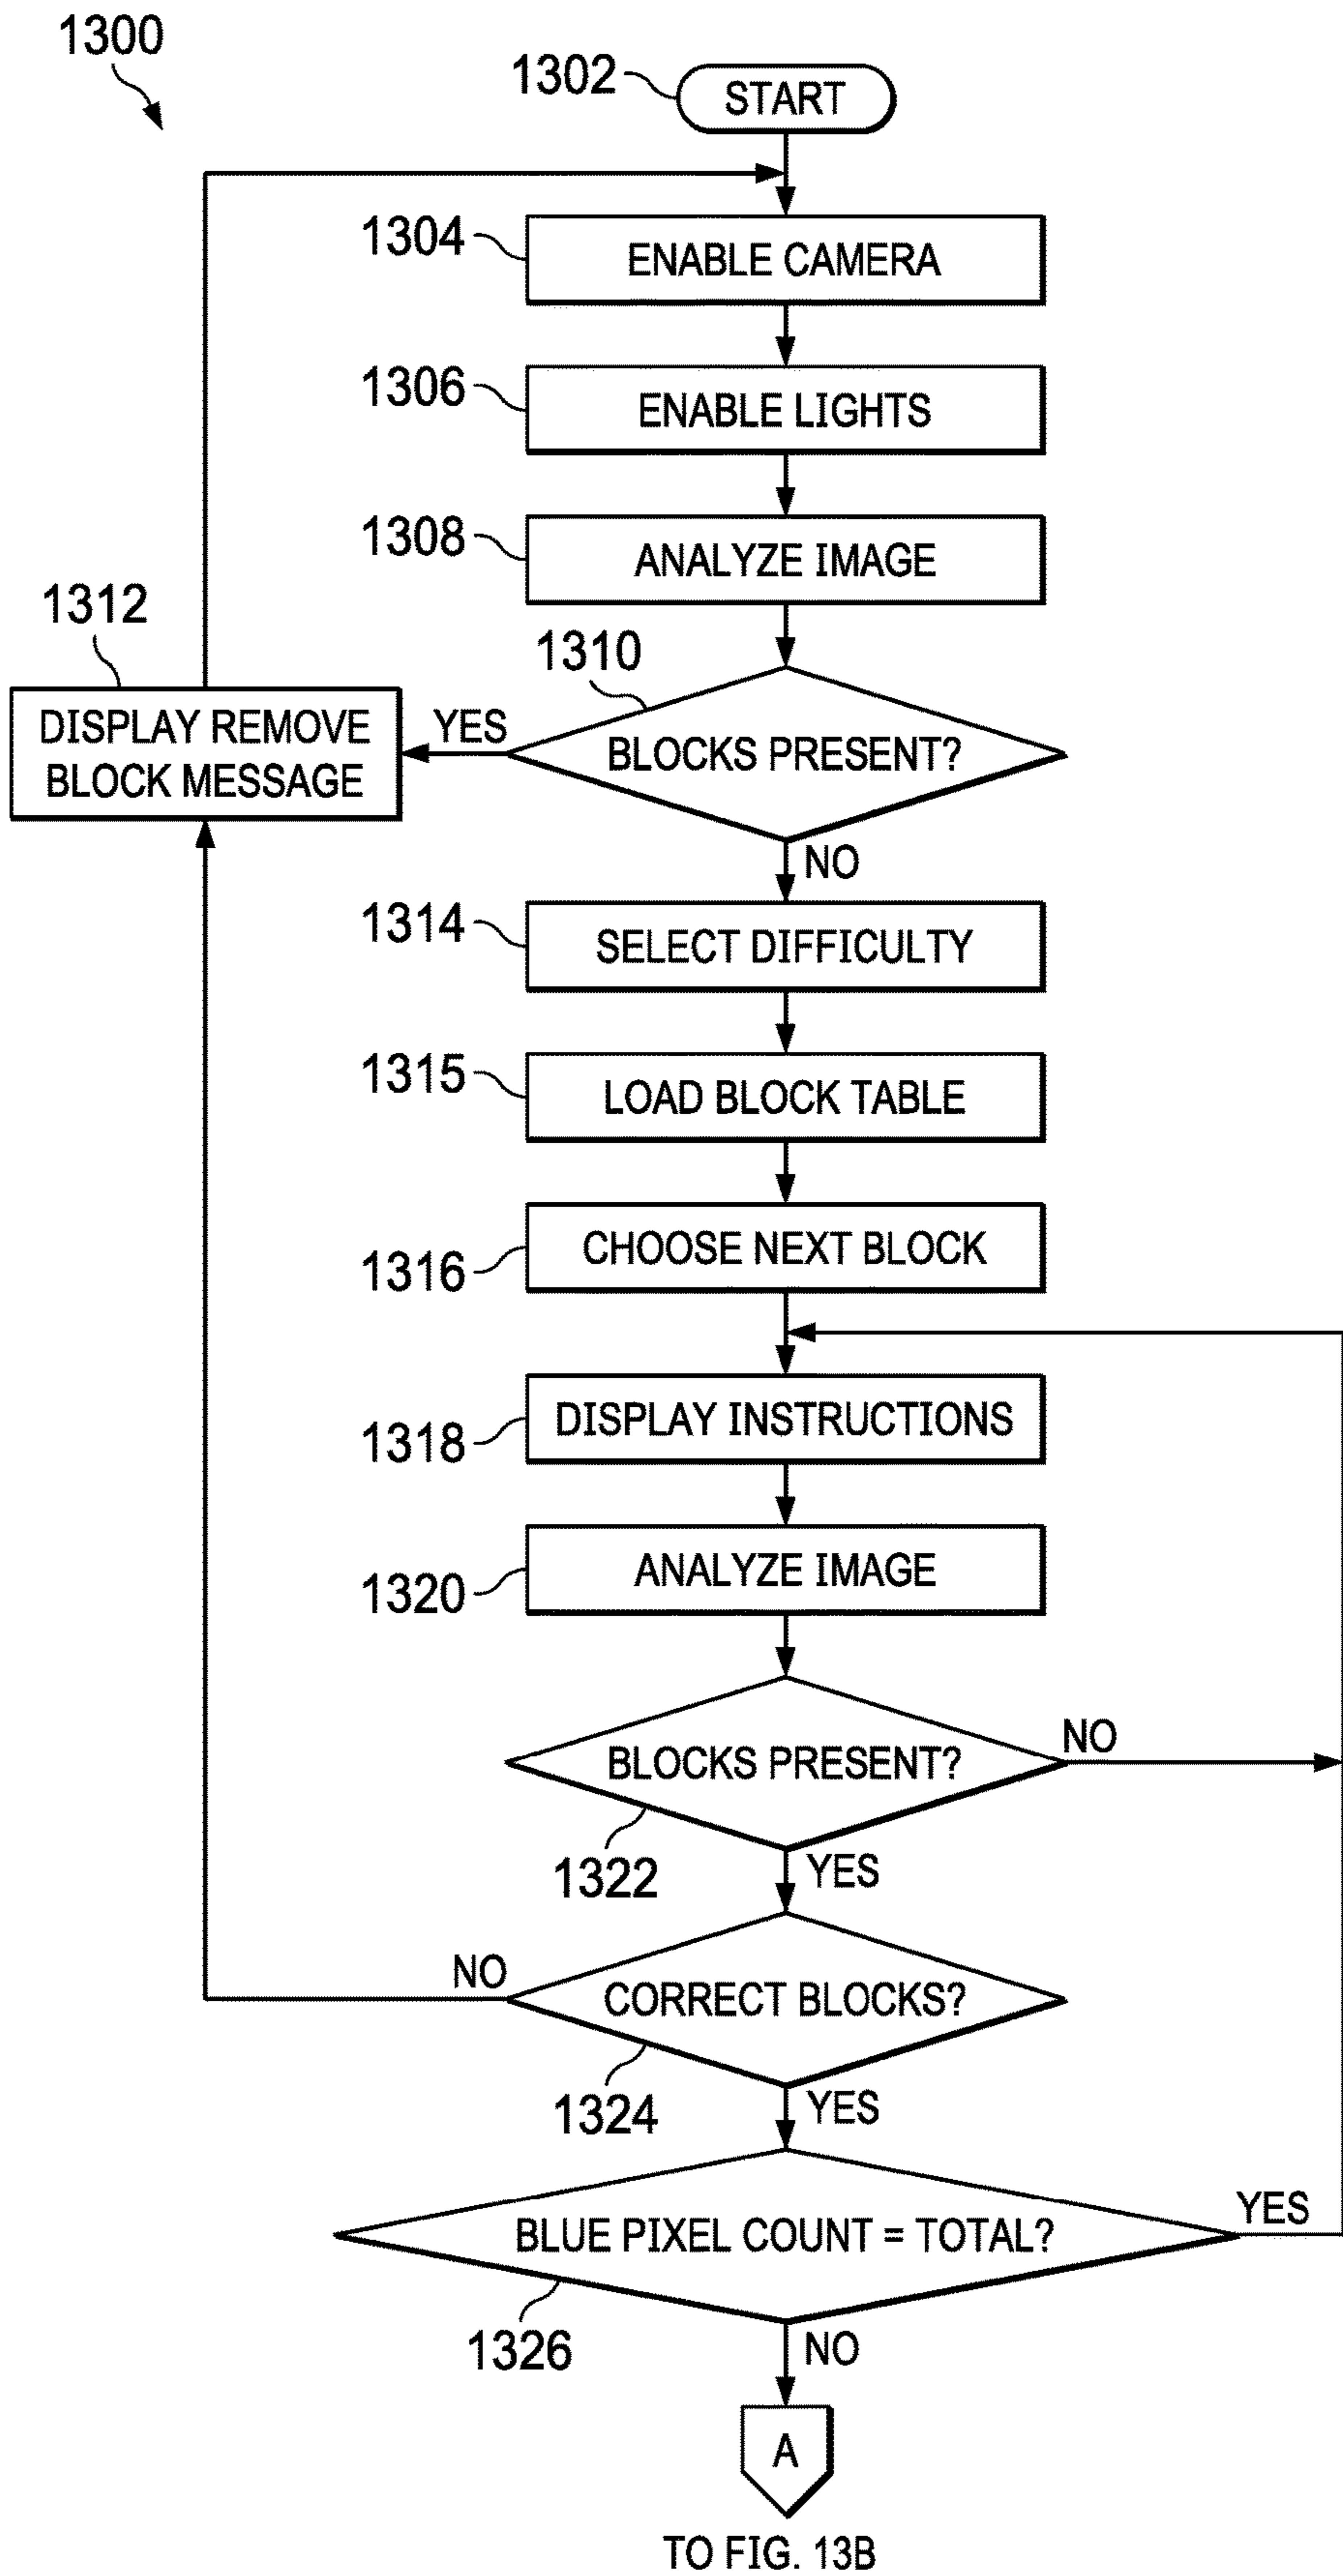 1300
1302
START
1304
ENABLE CAMERA
1306
ENABLE LIGHTS
1308
ANALYZE IMAGE
1312
1310
DISPLAY REMOVE
BLOCK MESSAGE
YES
BLOCKS PRESENT?
NO
1314
SELECT DIFFICULTY
1315
LOAD BLOCK TABLE
1316
CHOOSE NEXT BLOCK
1318
DISPLAY INSTRUCTIONS
1320
ANALYZE IMAGE
BLOCKS PRESENT?
NO
1322
YES
NO
CORRECT BLOCKS?
1324
YES
BLUE PIXEL COUNT = TOTAL?
YES
1326
NO
A
TO FIG. 13B